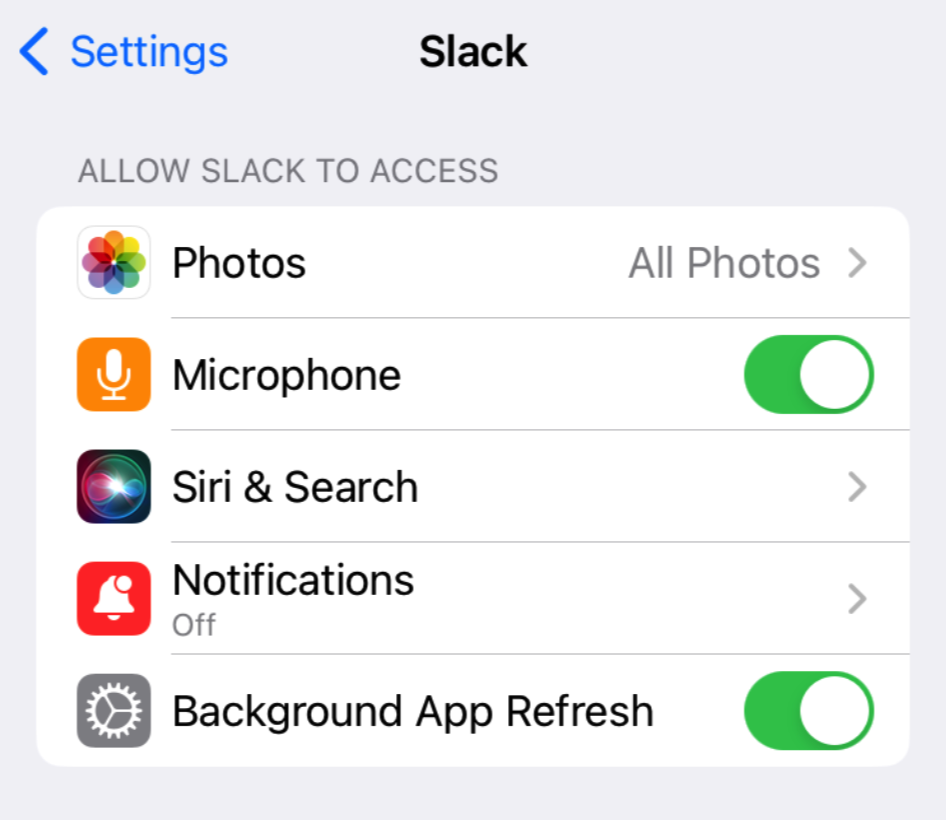 Settings
Slack
ALLOW SLACK TO ACCESS
Photos All Photos
Microphone
Siri & Search
Notifications
Off
Background App Refresh